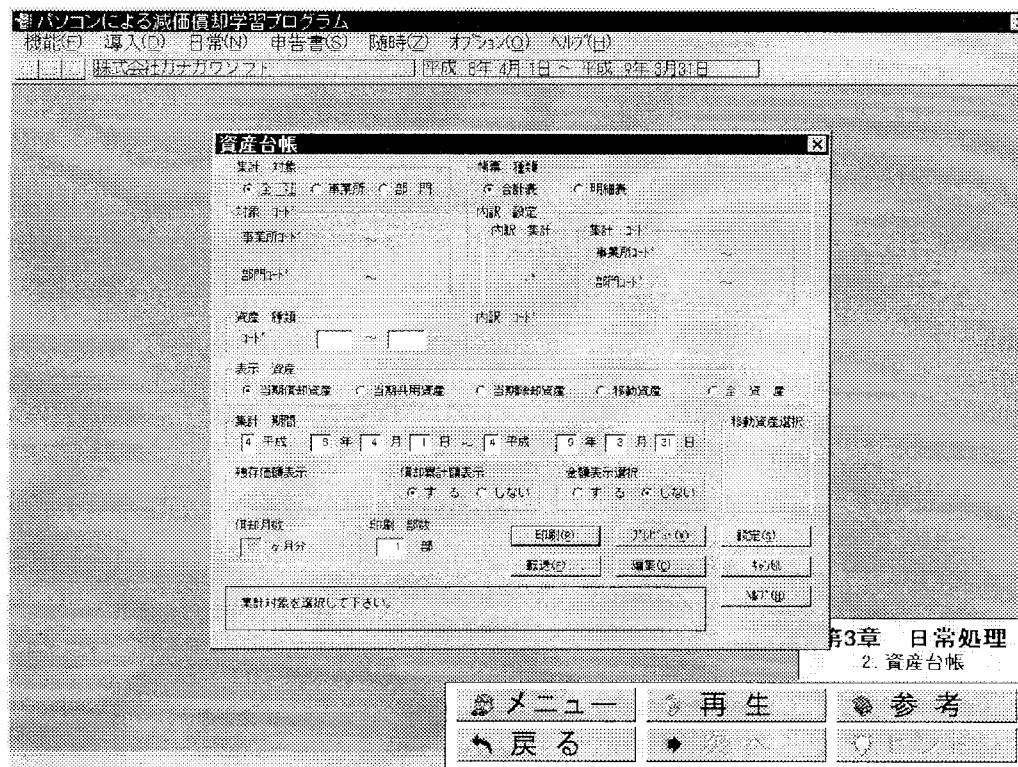 パソコンによる減価償却学習プログラム
機能(F) 導入(D) 日常(N) 申告書(S) 随時(Z) オプション(O) ヘルプ(H)
株式会社カナガワソフト 平成 8年 4月 1日 ～ 平成 9年 3月31日
資産台帳
集計 対象 帳票 種類
全 社 事業所 部 門 合計表 明細表
対象 コード 内訳 設定
内訳 集計 集計 コード
事業所コード ～ 事業所コード ～
部門コード ～ 部門コード ～
資産 種類 内訳 コード
コード ～
表示 資産
当期償却資産 当期共用資産 当期除却資産 移動資産 全 資 産
集計 期間 移動資産選択
4 平成 8 年 4 月 1 日 ～ 4 平成 9 年 3 月 31 日
残存価額表示 償却累計額表示 金額表示選択
す る しない す る しない
償却月数 印刷 部数
ヶ月分 1 部 印刷(P) プレビュー(V) 設定(S)
転送(F) 編集(C) キャンセル
ヘルプ(H)
集計対象を選択して下さい。
第3章 日常処理
2. 資産台帳
メニュー 再 生 参 考
戻 る 次 へ ヒント